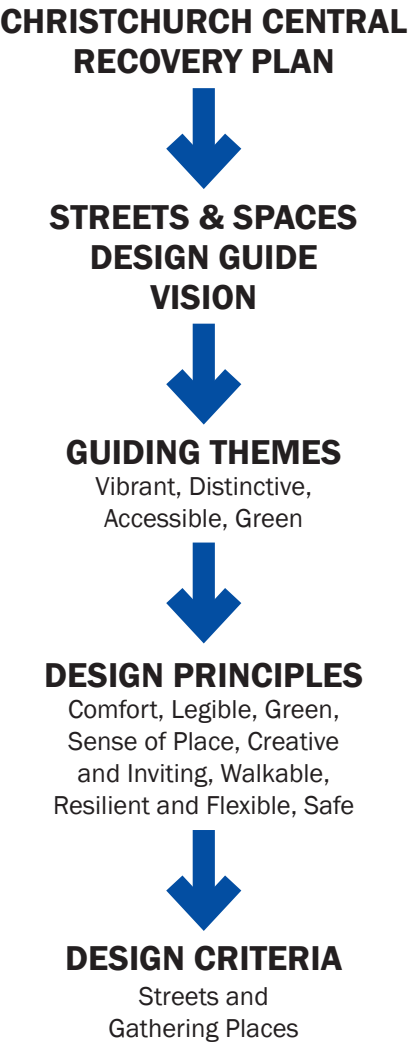 CHRISTCHURCH CENTRAL
RECOVERY PLAN
STREETS & SPACES
DESIGN GUIDE
VISION
GUIDING THEMES
Vibrant, Distinctive,
Accessible, Green
DESIGN PRINCIPLES
Comfort, Legible, Green,
Sense of Place, Creative
and Inviting, Walkable,
Resilient and Flexible, Safe
DESIGN CRITERIA
Streets and
Gathering Places